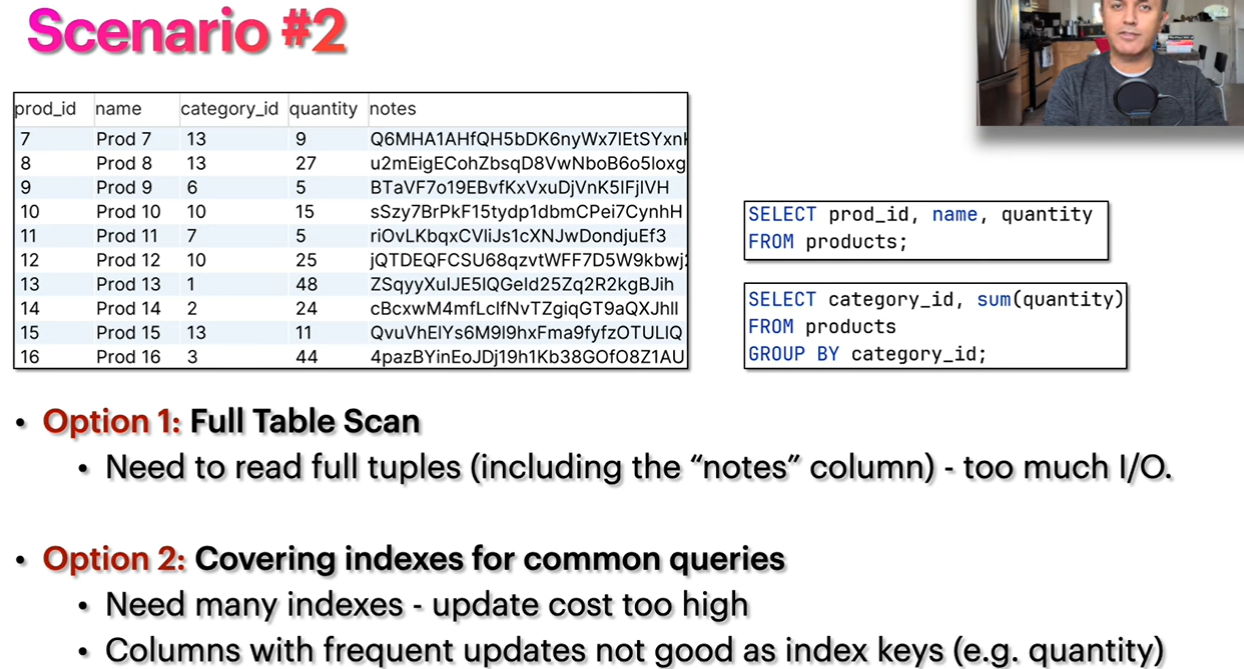 Scenario #2
prod_id name category_id quantity notes
7 Prod 7 13 9
8 Prod 8 13 27 u2mEigECohZbsqD8VwNboB6o5loxg
9 Prod 9 6 5 BTaVF7o19EBvfKxVxuDjVnK5IFjlVH
10 Prod 10 10 15 sSzy7BrPkF15tydp1dbmCPei7CynhH
11 Prod 11 7 5 riOvLKbqxCVliJs1cXNJwDondjuEf3
12 Prod 12 10 25
13 Prod 13 1 48 ZSqyyXulJE5lQGeld25Zq2R2kgBJih
14 Prod 14 2 24 cBcxwM4mfLclfNvTZgiqGT9aQXJhll
15 Prod 15 13 11 QvuVhElYs6M9l9hxFma9fyfzOTULlQ
16 Prod 16 3 44 4pazBYinEoJDj19h1Kb38GOfO8Z1AU
SELECT prod_id, name, quantity
FROM products;
SELECT category_id, sum(quantity)
FROM products
GROUP BY category_id;
• Option 1: Full Table Scan
• Need to read full tuples (including the “notes” column) - too much I/O.
• Option 2: Covering indexes for common queries
• Need many indexes - update cost too high
• Columns with frequent updates not good as index keys (e.g. quantity)